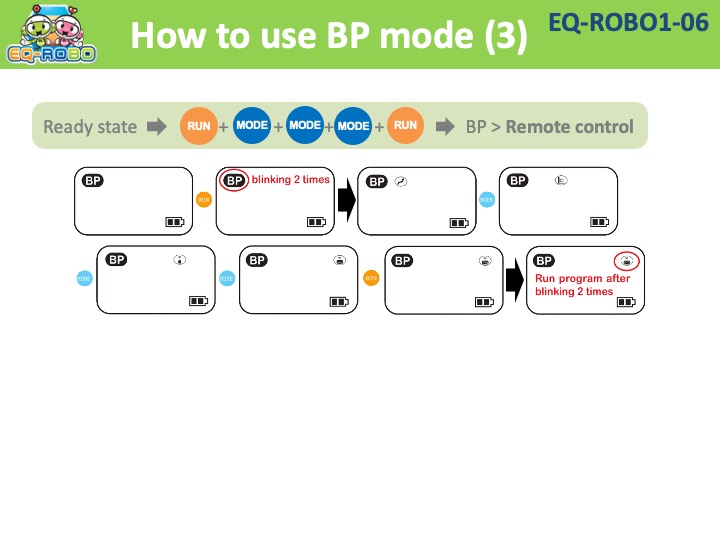 EQ-ROBO
How to use BP mode (3)
EQ-ROBO1-06
Ready state RUN + MODE + MODE + MODE + RUN BP > Remote control
BP RUN BP blinking 2 times BP MODE BP
MODE BP MODE BP RUN BP BP
Run program after
blinking 2 times